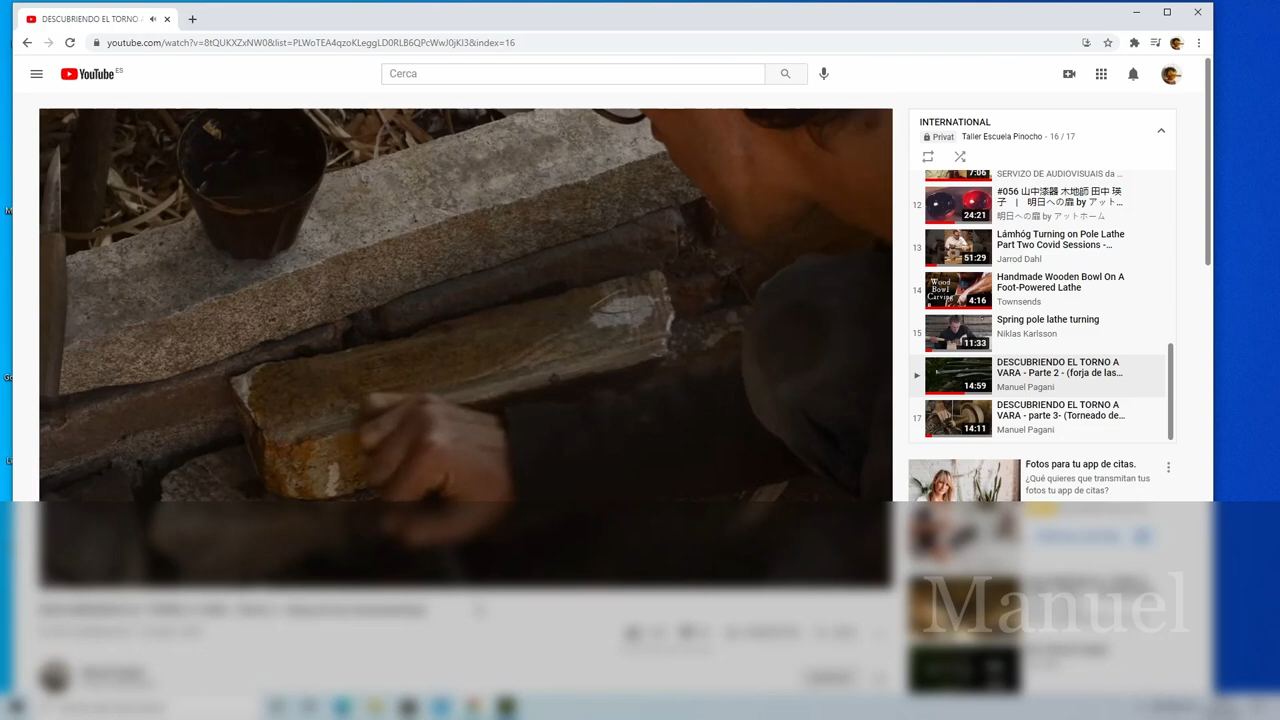 DESCUBRIENDO EL TORNO A
youtube.com/watch?v=8tQUKXZxNW0&list=PLWoTEA4qzoKLeggLD0RLB6QPcWwJ0jKl3&index=16
YouTube ES
Cerca
INTERNATIONAL
Privat Taller Escuela Pinocho - 16 / 17
7:06
SERVIZO DE AUDIOVISUAIS da ...
12
24:21
#056 山中漆器 木地師 田中 瑛
子 | 明日への扉 by アット...
明日への扉 by アットホーム
13
51:29
Lámhóg Turning on Pole Lathe
Part Two Covid Sessions -...
Jarrod Dahl
14
Wood
Bowl
Carving
4:16
Handmade Wooden Bowl On A
Foot-Powered Lathe
Townsends
15
11:33
Spring pole lathe turning
Niklas Karlsson
14:59
DESCUBRIENDO EL TORNO A
VARA - Parte 2 - (forja de las...
Manuel Pagani
17
14:11
DESCUBRIENDO EL TORNO A
VARA - parte 3- (Torneado de...
Manuel Pagani
Fotos para tu app de citas.
¿Qué quieres que transmitan tus
fotos tu app de citas?
Manuel